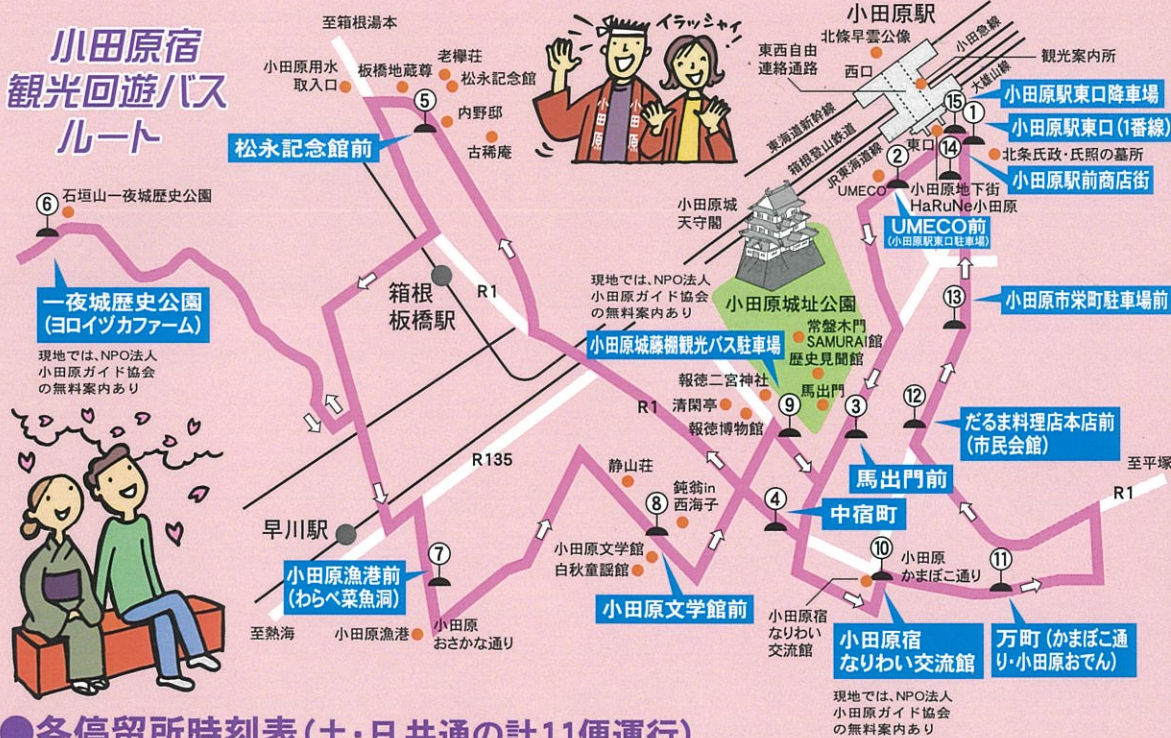 小田原宿
観光回遊バス
ルート
至箱根湯本
小田原用水
取入口
板橋地蔵尊
老欅荘
松永記念館
⑤
内野邸
古稀庵
松永記念館前
イラッシャイ!
小田原
小田原
小田原駅
北條早雲公像
西口
東西自由
連絡通路
小田急線
観光案内所
大雄山線
⑮
小田原駅東口降車場
①
小田原駅東口(1番線)
東海道新幹線
箱根登山鉄道
JR東海道線
東口
⑭
北条氏政・氏照の墓所
小田原駅前商店街
②
UMECO
小田原地下街
HaRuNe小田原
UMECO前
(小田原駅東口駐車場)
⑥
石垣山一夜城歴史公園
一夜城歴史公園
(ヨロイヅカファーム)
現地では、NPO法人
小田原ガイド協会
の無料案内あり
箱根
板橋駅
R1
小田原城
天守閣
現地では、NPO法人
小田原ガイド協会
の無料案内あり
小田原城址公園
常盤木門
SAMURAI館
歴史見聞館
馬出門
小田原城藤棚観光バス駐車場
報徳二宮神社
清閑亭
報徳博物館
R1
⑨
③
馬出門前
⑬
小田原市栄町駐車場前
⑫
だるま料理店本店前
(市民会館)
至平塚
R1
R135
早川駅
至熱海
⑦
小田原漁港前
(わらべ菜魚洞)
小田原漁港
小田原
おさかな通り
静山荘
鈍翁in
西海子
⑧
小田原文学館
白秋童謡館
小田原文学館前
④
中宿町
⑩
小田原
かまぼこ通り
⑪
小田原宿
なりわい
交流館
小田原宿
なりわい交流館
現地では、NPO法人
小田原ガイド協会
の無料案内あり
万町(かまぼこ通
り・小田原おでん)
●各停留所時刻表(土・日共通の計11便運行)